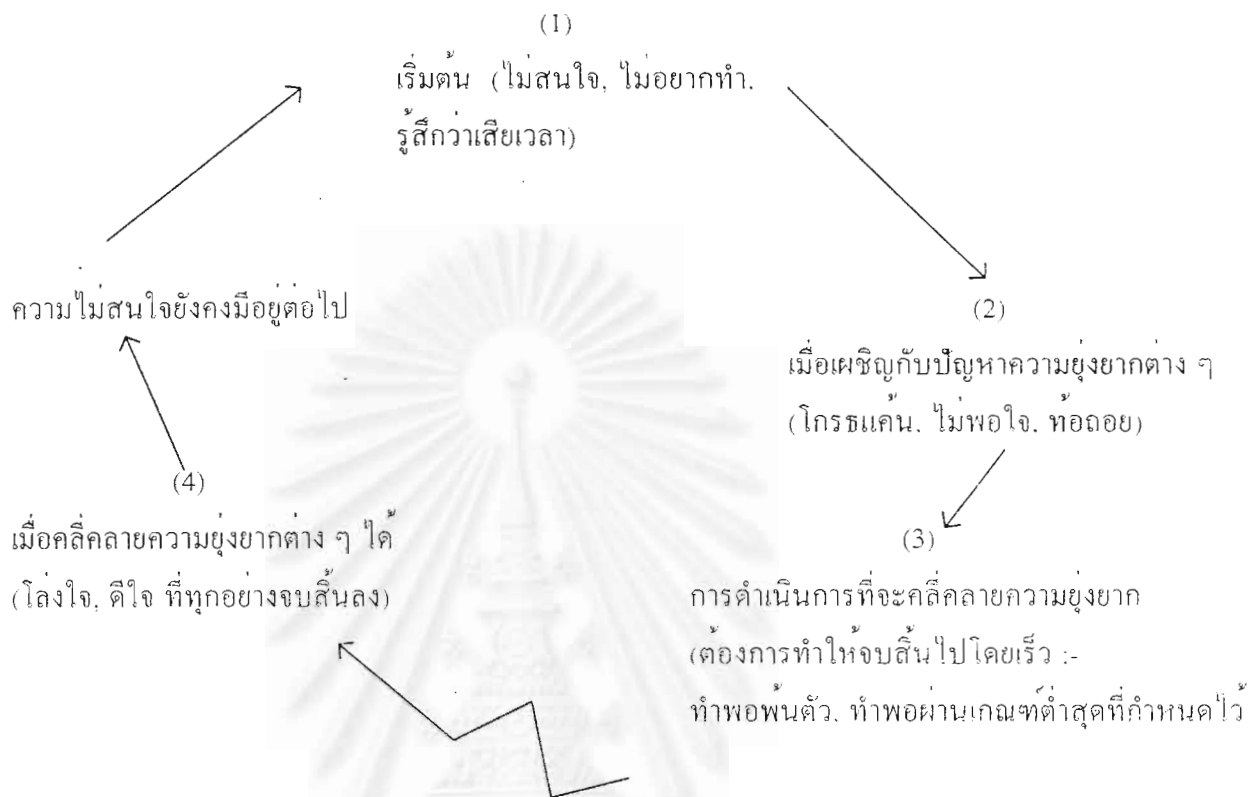 (1)
เริ่มต้น (ไม่สนใจ, ไม่อยากทำ,
รู้สึกว่าเสียเวลา)
ความไม่สนใจยังคงมีอยู่ต่อไป
(2)
เมื่อเผชิญกับปัญหาความยุ่งยากต่าง ๆ
(โกรธแค้น, ไม่พอใจ, ท้อถอย)
(3)
การดำเนินการที่จะคลี่คลายความยุ่งยาก
(ต้องการทำให้จบสิ้นไปโดยเร็ว :-
ทำพอพ้นตัว, ทำพอผ่านเกณฑ์ต่ำสุดที่กำหนดไว้
(4)
เมื่อคลี่คลายความยุ่งยากต่าง ๆ ได้
(โล่งใจ, ดีใจ ที่ทุกอย่างจบสิ้นลง)